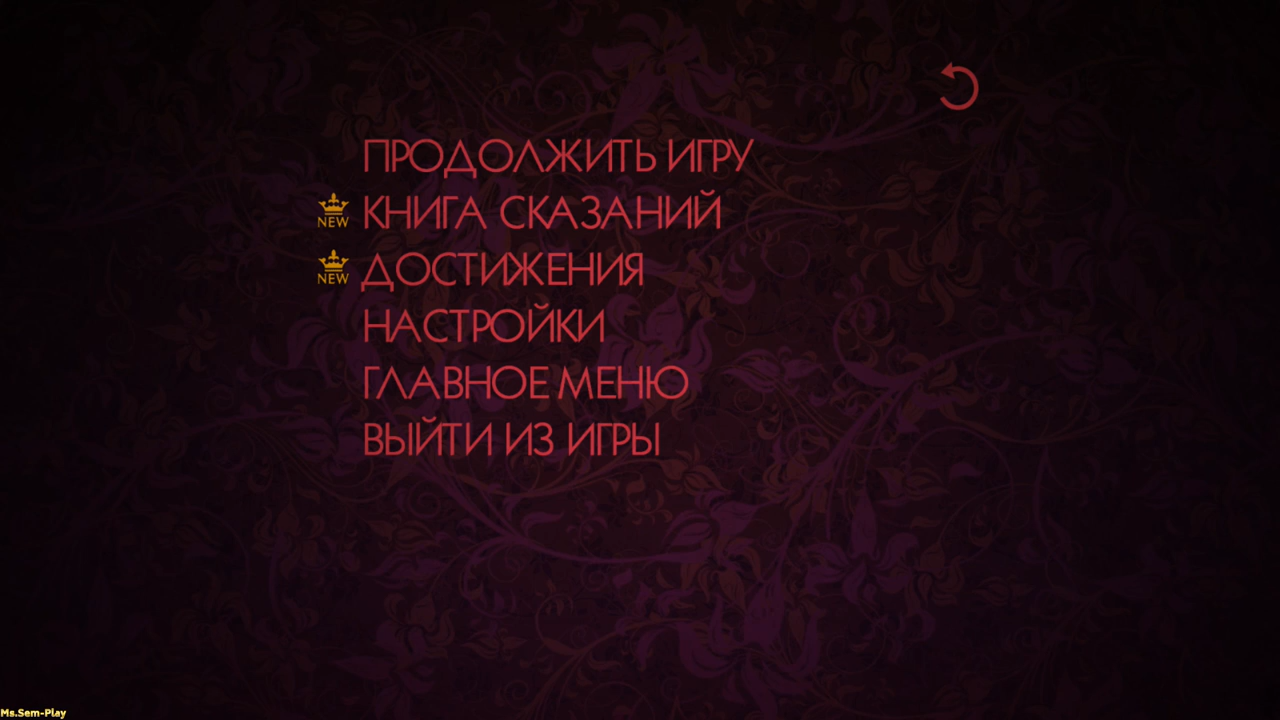 ПРОДОЛЖИТЬ ИГРУ
NEW КНИГА СКАЗАНИЙ
NEW ДОСТИЖЕНИЯ
НАСТРОЙКИ
ГЛАВНОЕ МЕНЮ
ВЫЙТИ ИЗ ИГРЫ
Ms.Sem-Play